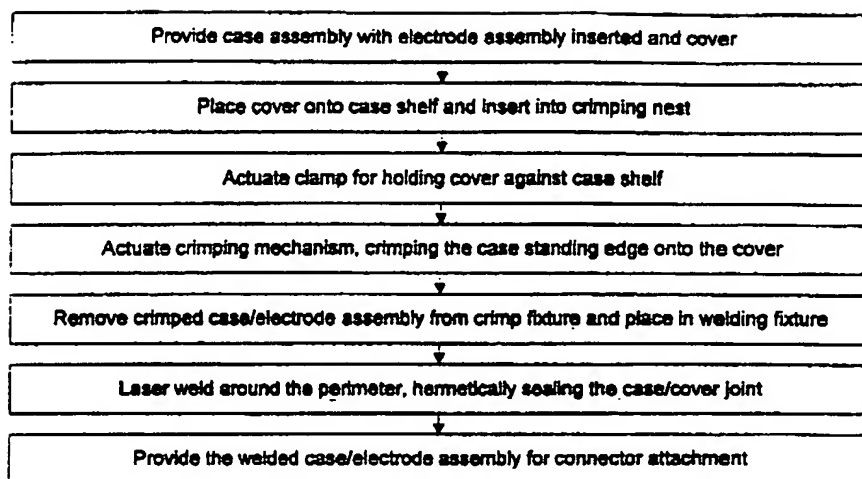 Provide case assembly with electrode assembly inserted and cover
Place cover onto case shelf and insert into crimping nest
Actuate clamp for holding cover against case shelf
Actuate crimping mechanism, crimping the case standing edge onto the cover
Remove crimped case/electrode assembly from crimp fixture and place in welding fixture
Laser weld around the perimeter, hermetically sealing the case/cover joint
Provide the welded case/electrode assembly for connector attachment